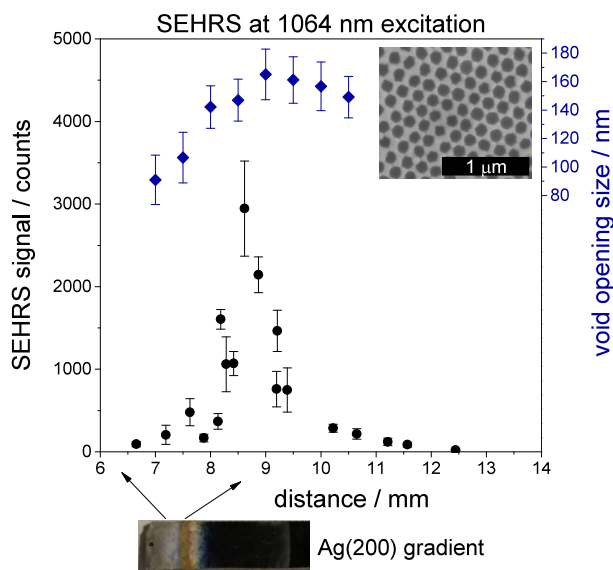 SEHRS at 1064 nm excitation
SEHRS signal / counts
5000
4000
3000
2000
1000
0
180
160
140
120
100
80
void opening size / nm
1 μm
6 7 8 9 10 11 12 13 14
distance / mm
Ag(200) gradient